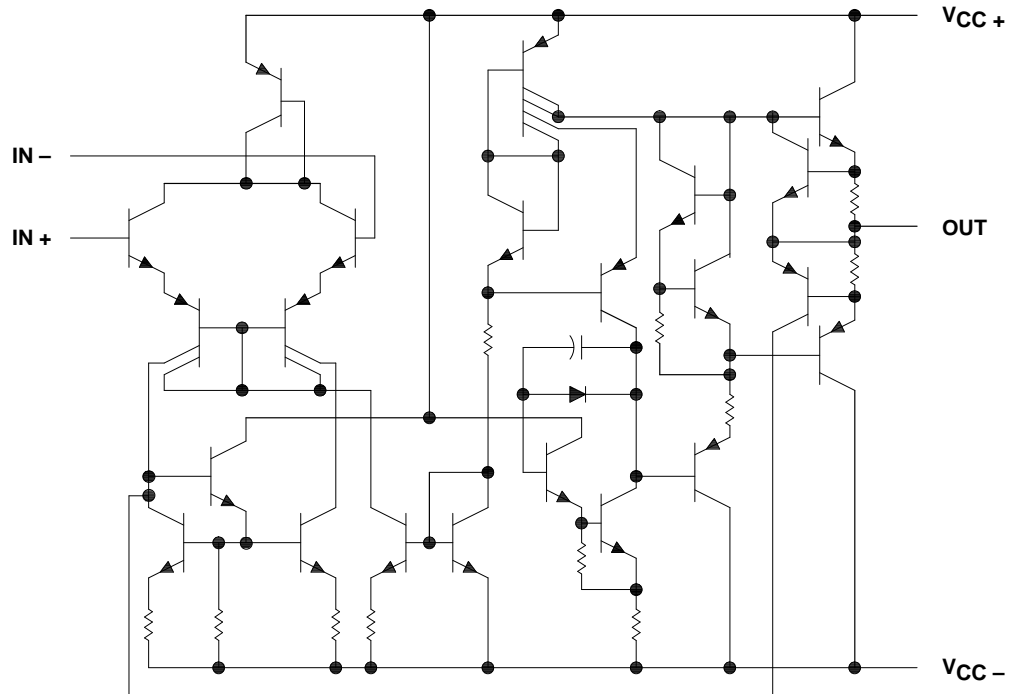 VCC +
IN –
IN +
OUT
VCC –